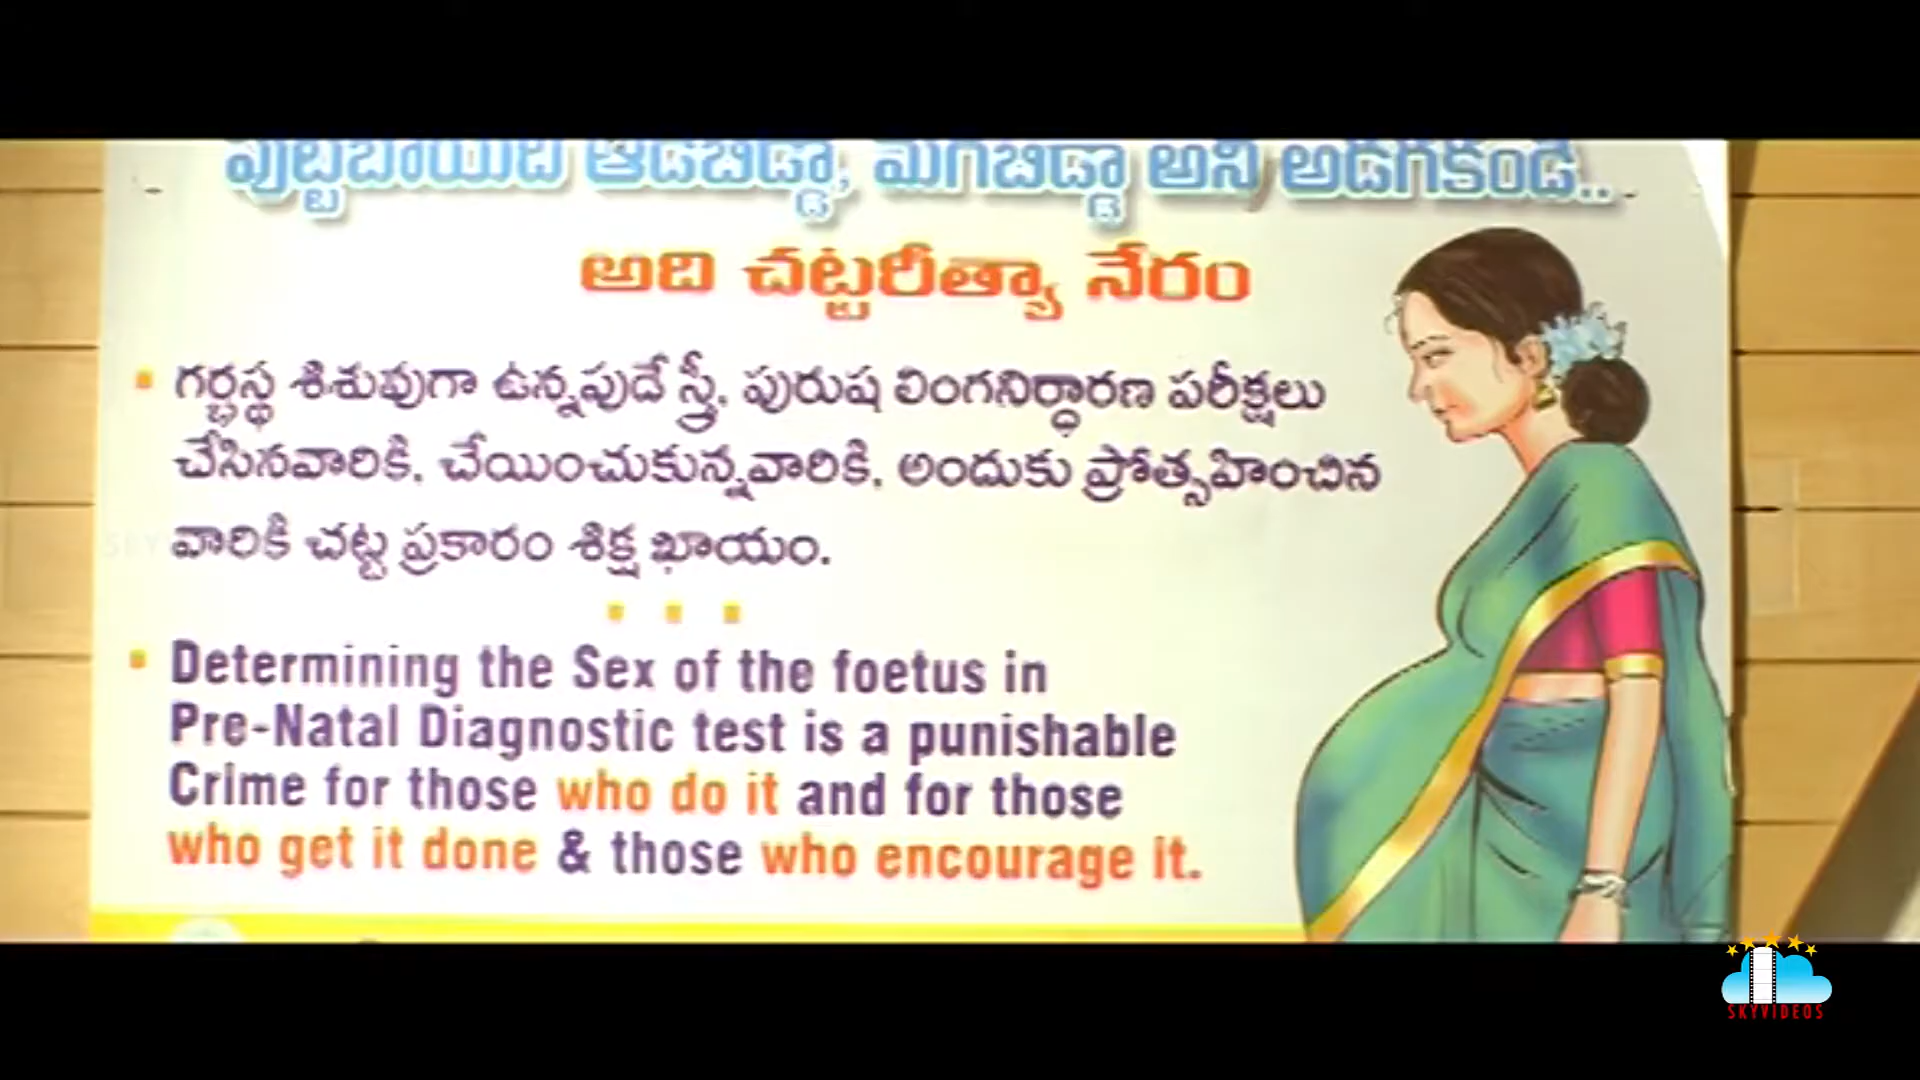 పుట్టబోయేది ఆడబిడ్డా, మగబిడ్డా అని అడగకండి..
అది చట్టరీత్యా నేరం
గర్భస్థ శిశువుగా ఉన్నపుడే స్త్రీ, పురుష లింగనిర్ధారణ పరీక్షలు
చేసినవారికి, చేయించుకున్నవారికి, అందుకు ప్రోత్సహించిన
వారికి చట్ట ప్రకారం శిక్ష ఖాయం.
Determining the Sex of the foetus in
Pre-Natal Diagnostic test is a punishable
Crime for those who do it and for those
who get it done & those who encourage it.
SKYVIDEOS